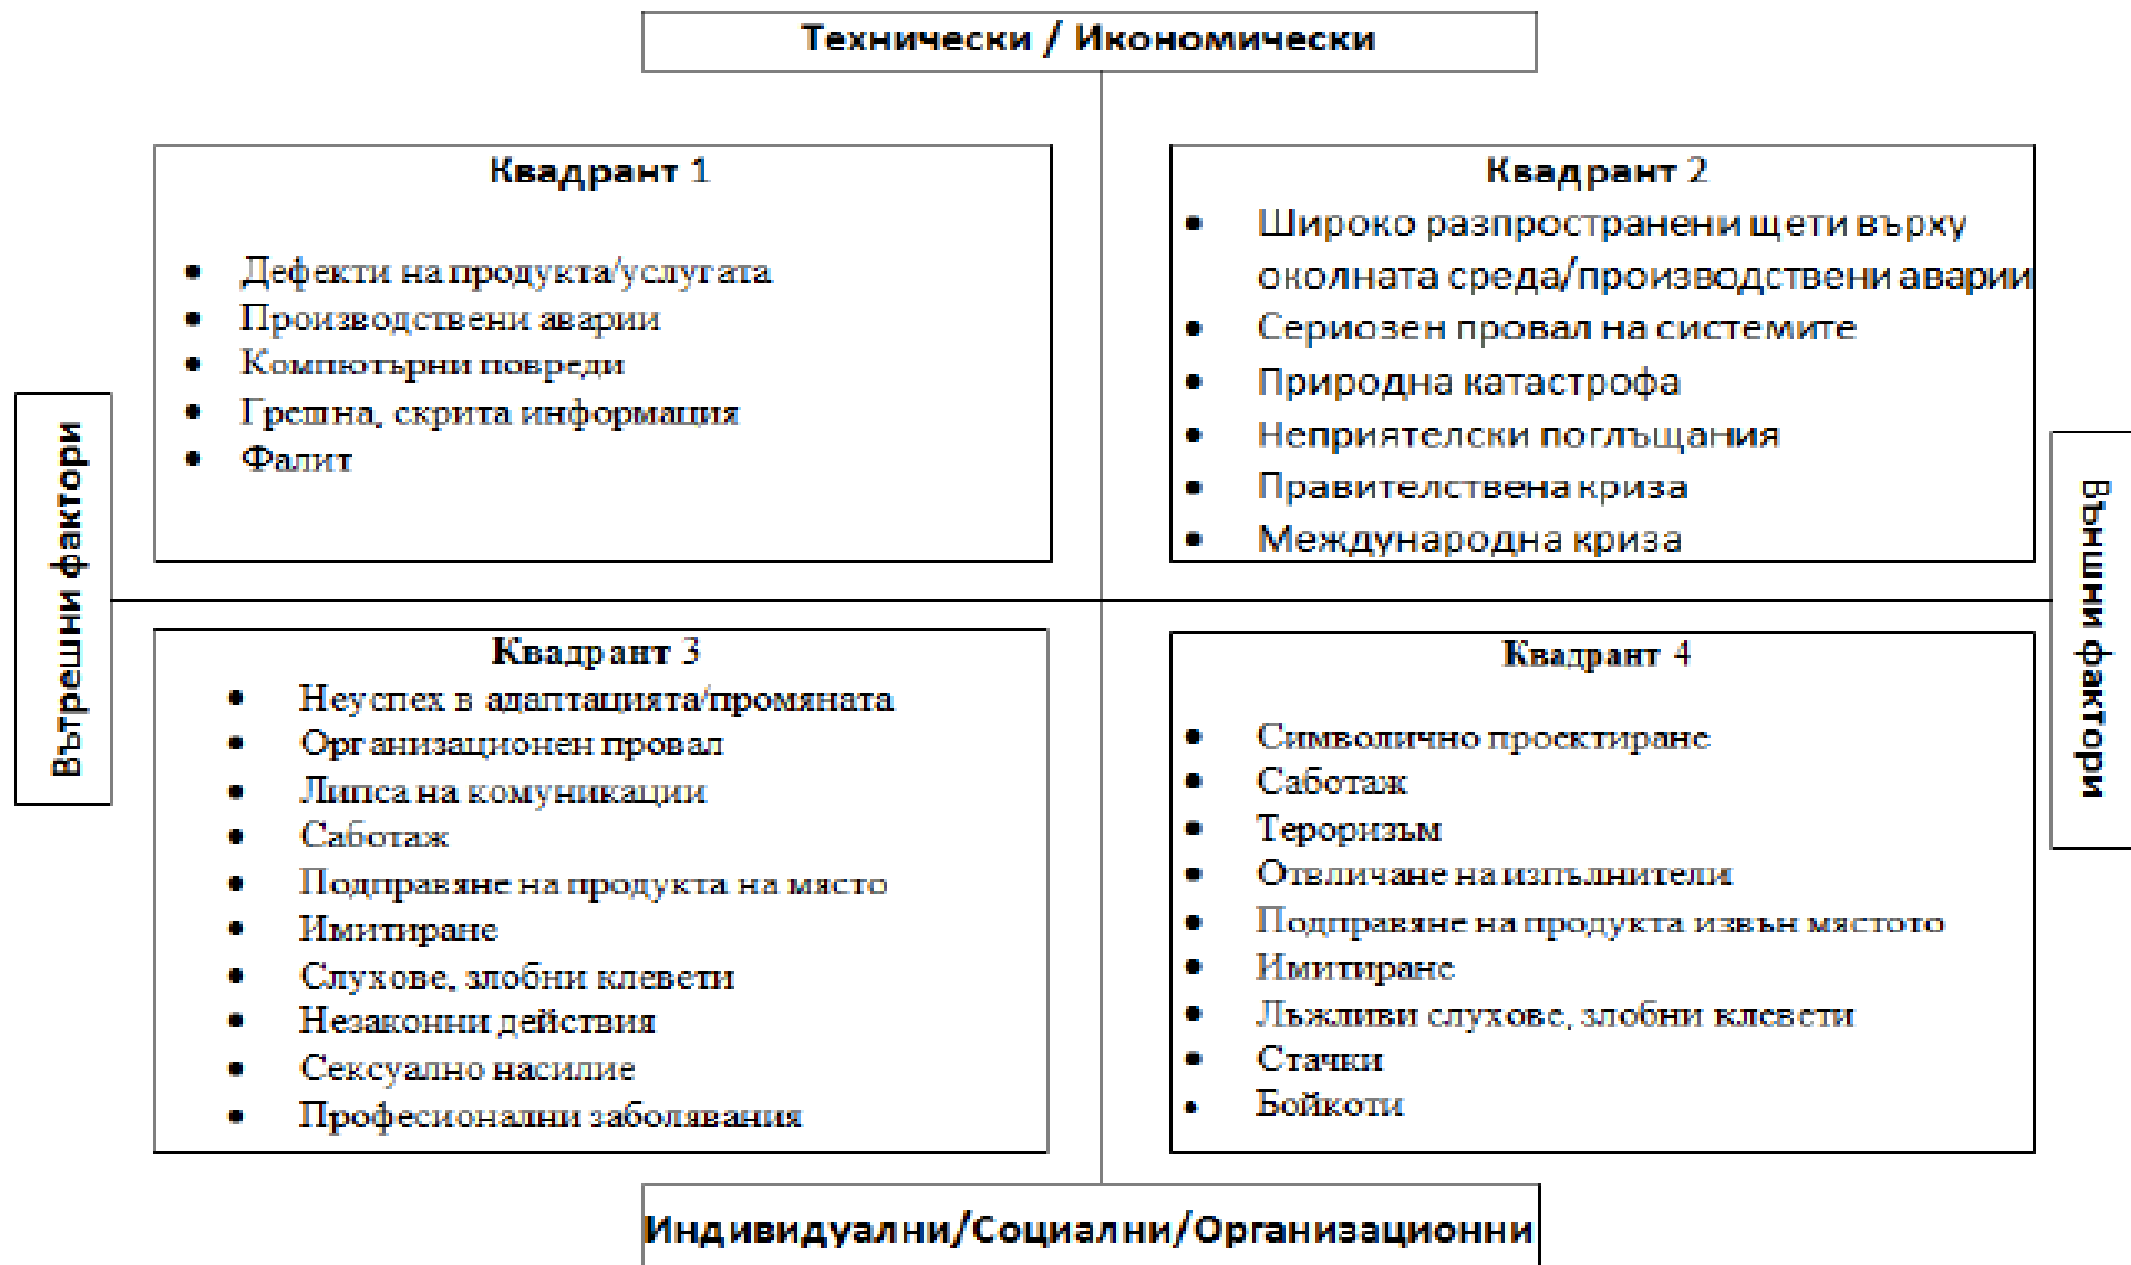 Технически / Икономически
Квадрант 1
• Дефекти на продукта/услугата
• Производствени аварии
• Компютърни повреди
• Грешна, скрита информация
• Фалит
Квадрант 2
• Широко разпространени щети върху
околната среда/производствени аварии
• Сериозен провал на системите
• Природна катастрофа
• Неприятелски поглъщания
• Правителствена криза
• Международна криза
Вътрешни фактори
Външни фактори
Квадрант 3
• Неуспех в адаптацията/промяната
• Организационен провал
• Липса на комуникации
• Саботаж
• Подправяне на продукта на място
• Имитиране
• Слухове, злобни клевети
• Незаконни действия
• Сексуално насилие
• Професионални заболявания
Квадрант 4
• Символично проектиране
• Саботаж
• Тероризъм
• Отвличане на изпълнители
• Подправяне на продукта извън мястото
• Имитиране
• Лъжливи слухове, злобни клевети
• Стачки
• Бойкоти
Индивидуални/Социални/Организационни